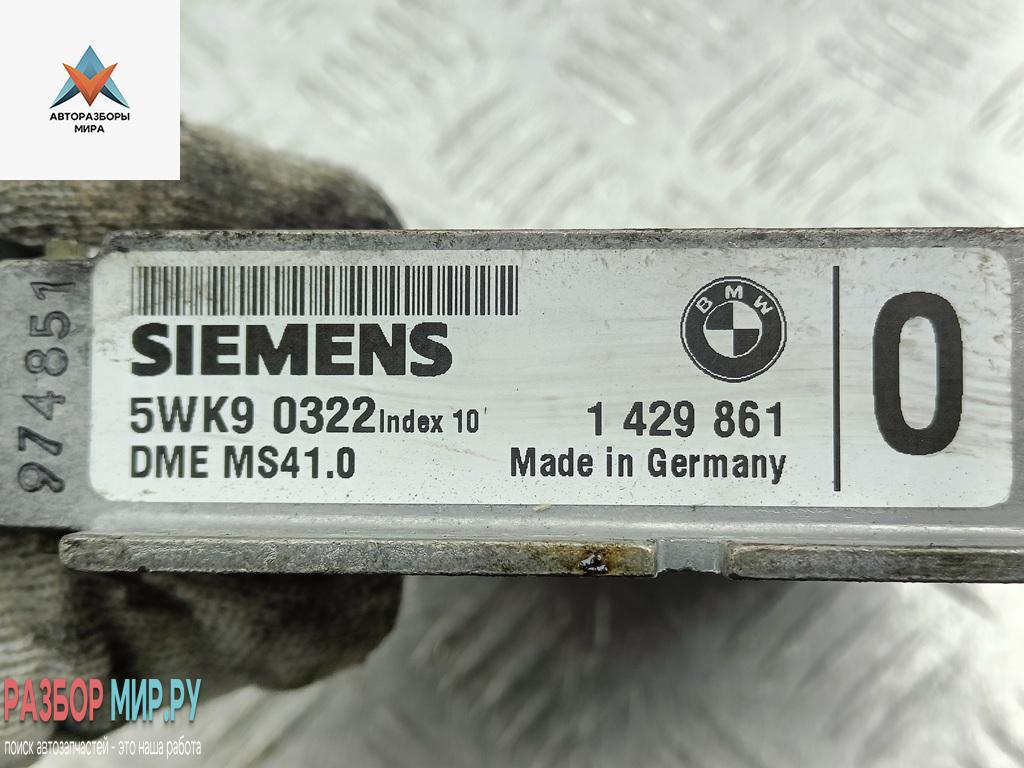 АВТОРАЗБОРЫ
МИРА
974851
SIEMENS
BMW
5WK9 0322 Index 10
1 429 861
DME MS41.0
Made in Germany
0
РАЗБОР МИР.РУ
поиск автозапчастей - это наша работа